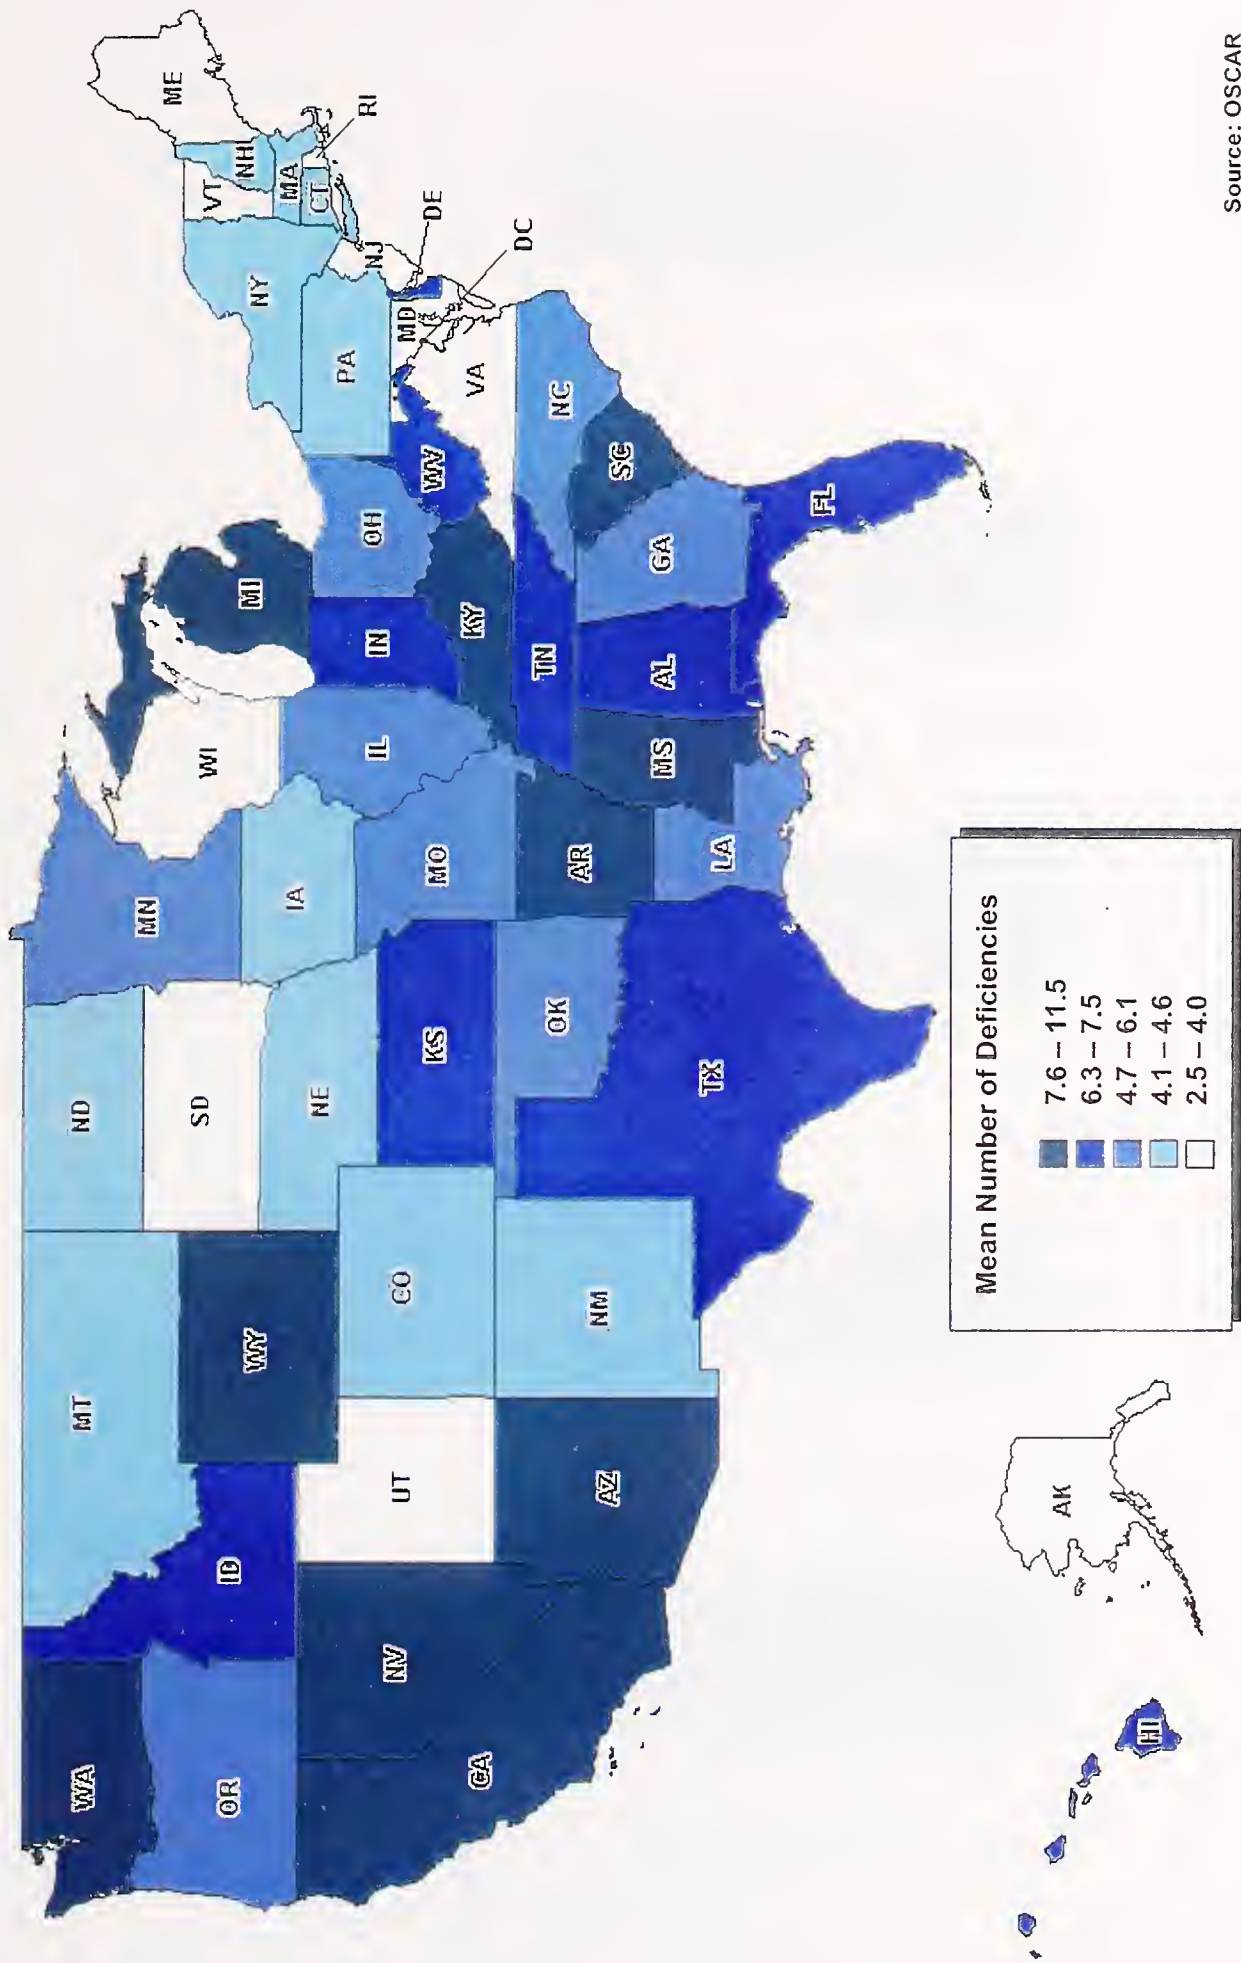 WA
OR
CA
NV
ID
MT
WY
UT
AZ
CO
NM
ND
SD
NE
KS
OK
TX
MN
IA
MO
AR
LA
WI
IL
MI
IN
OH
KY
TN
MS
AL
GA
FL
SC
NC
VA
WV
MD
DC
DE
PA
NJ
NY
CT
RI
MA
VT
NH
ME
AK
HI
Mean Number of Deficiencies
7.6 – 11.5
6.3 – 7.5
4.7 – 6.1
4.1 – 4.6
2.5 – 4.0
Source: OSCAR